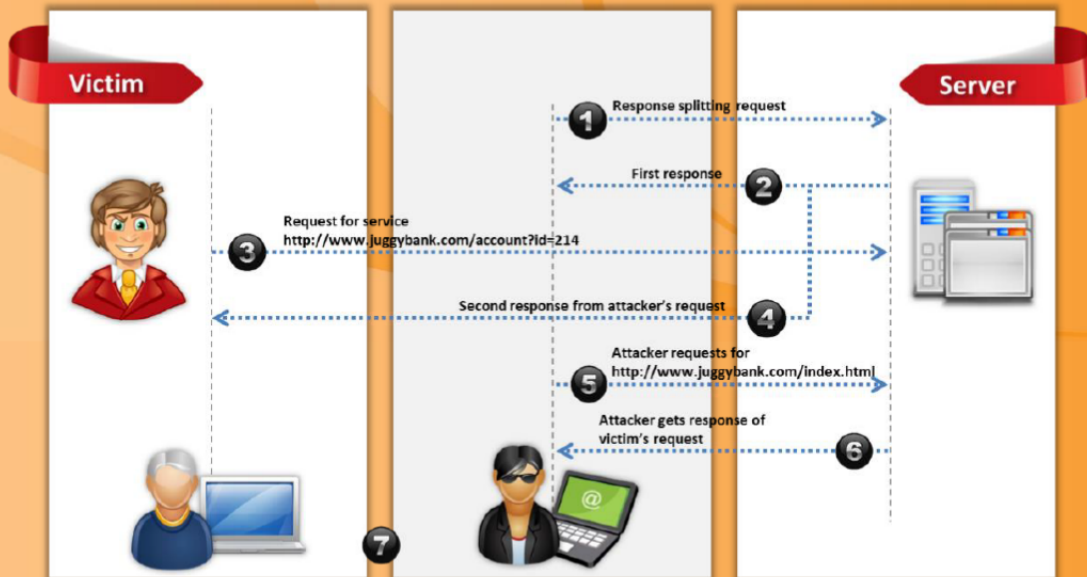 Victim
Server
1
Response splitting request
First response
2
Request for service
http://www.juggybank.com/account?id=214
3
Second response from attacker's request
4
Attacker requests for
http://www.juggybank.com/index.html
5
Attacker gets response of
victim's request
6
@
7